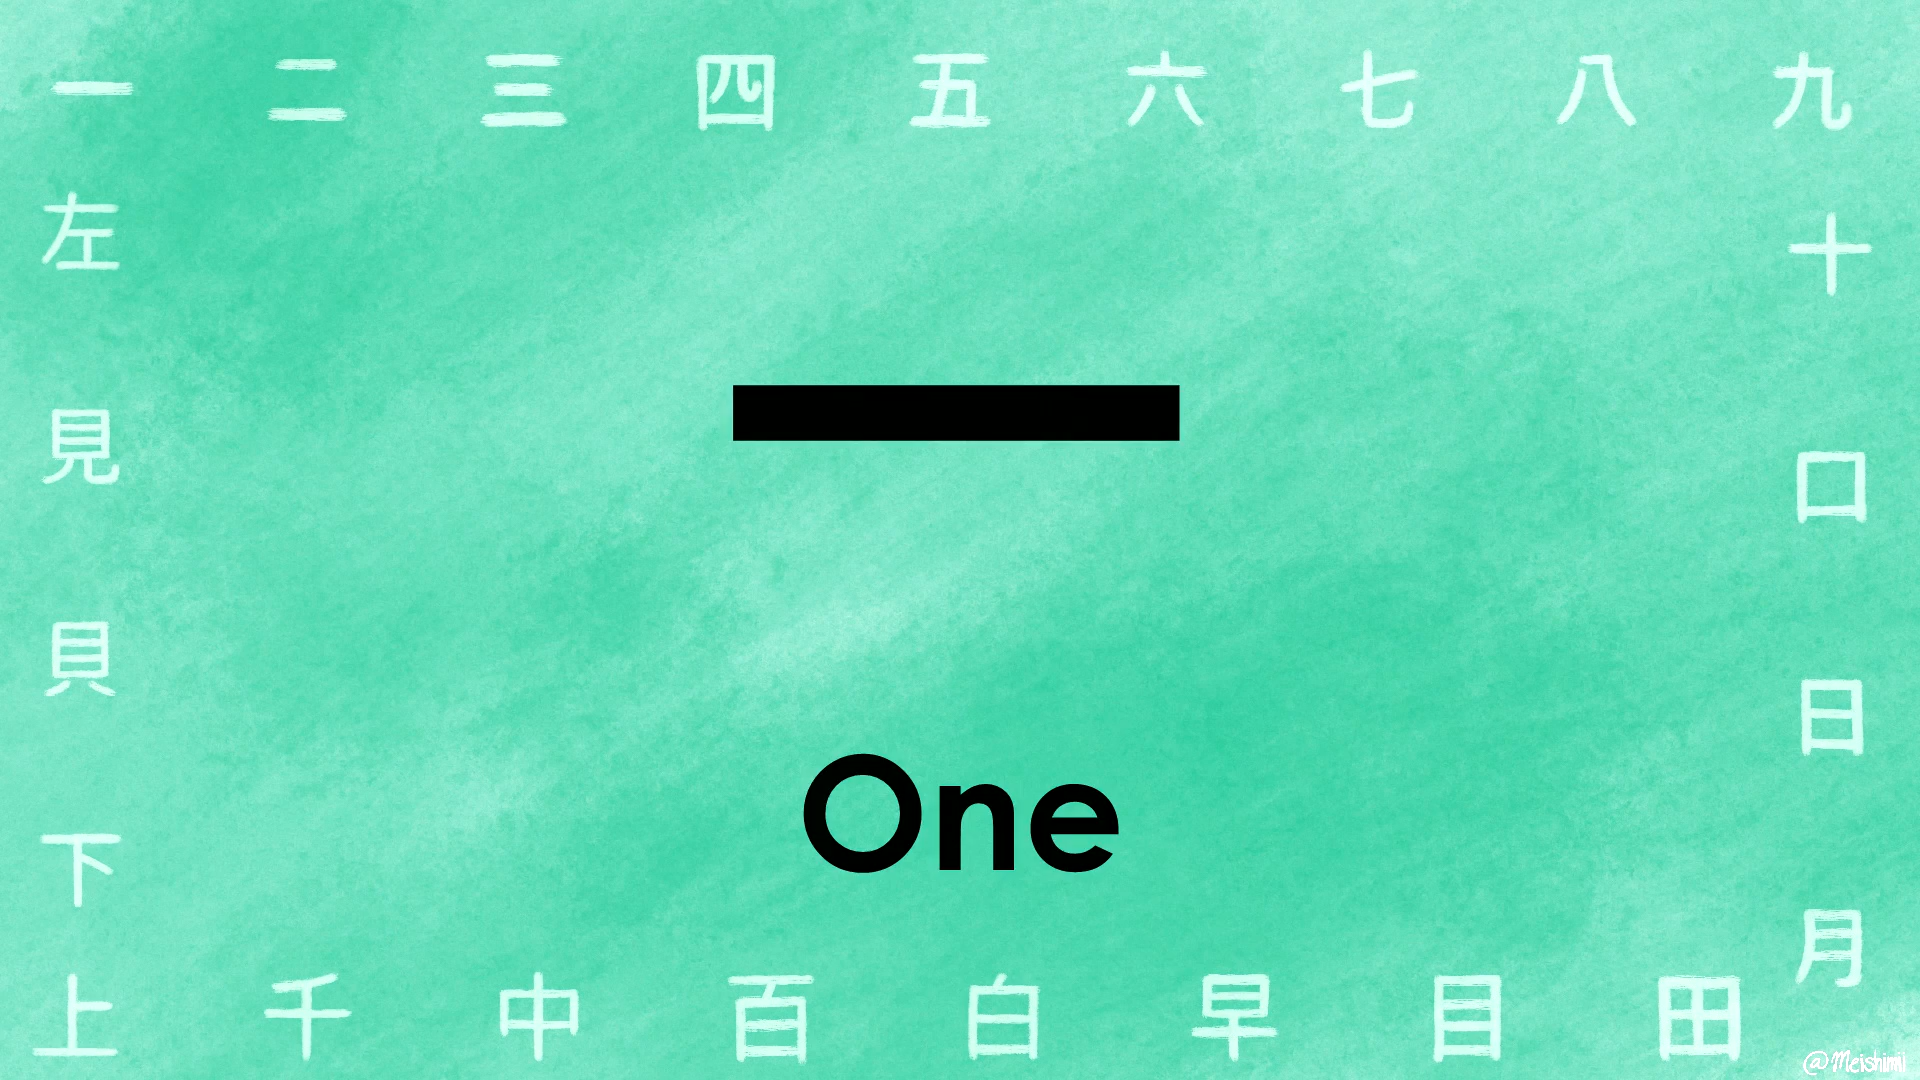 一 二 三 四 五 六 七 八 九
左 十
一
見 口
貝 日
One
下 月
上 千 中 百 白 早 目 田
@Meishimi